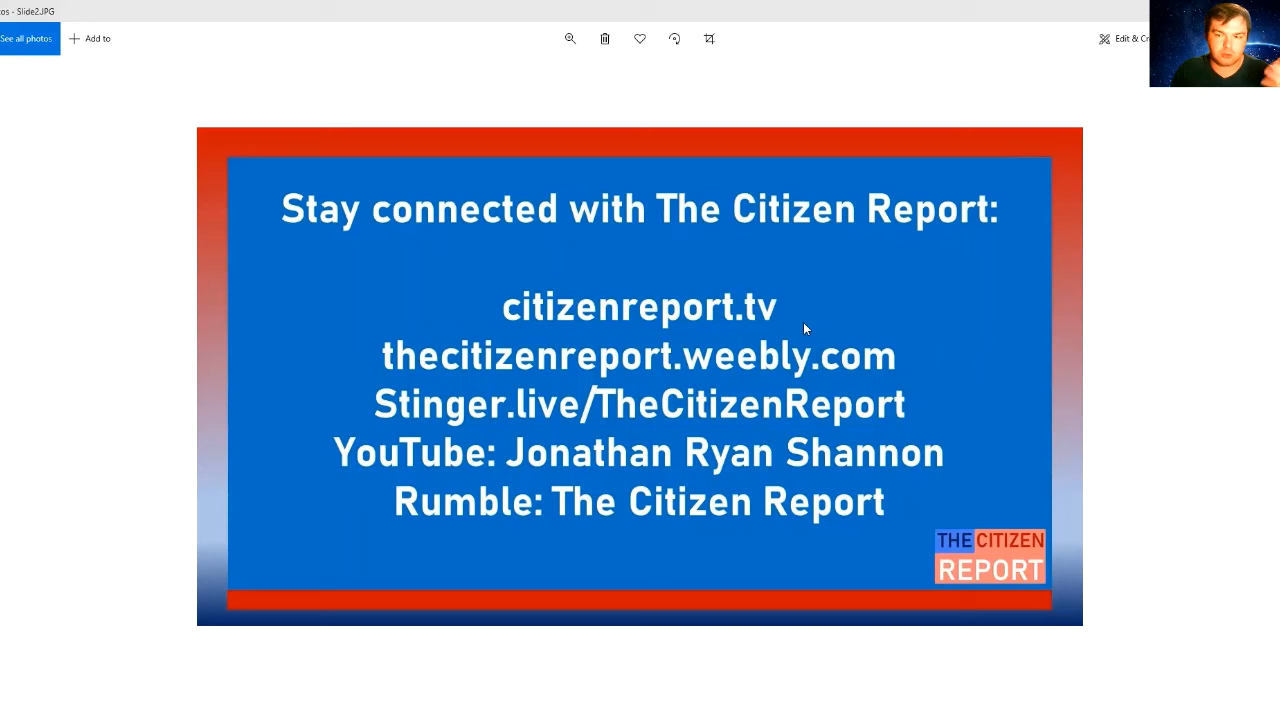 os - Slide2.JPG
See all photos
Add to
Edit & Cr
Stay connected with The Citizen Report:
citizenreport.tv
thecitizenreport.weebly.com
Stinger.live/TheCitizenReport
YouTube: Jonathan Ryan Shannon
Rumble: The Citizen Report
THE CITIZEN
REPORT